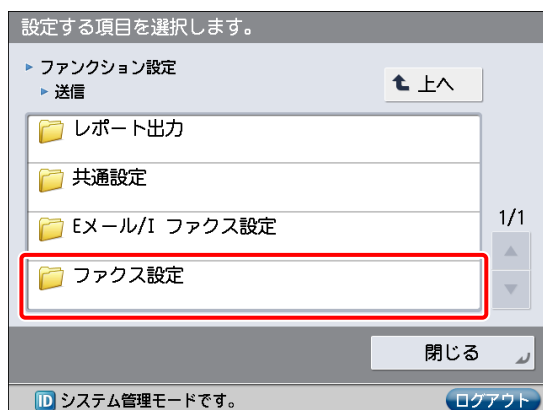 設定する項目を選択します。
ファンクション設定
送信
上へ
レポート出力
共通設定
Eメール/I ファクス設定
ファクス設定
1/1
閉じる
ID システム管理モードです。
ログアウト